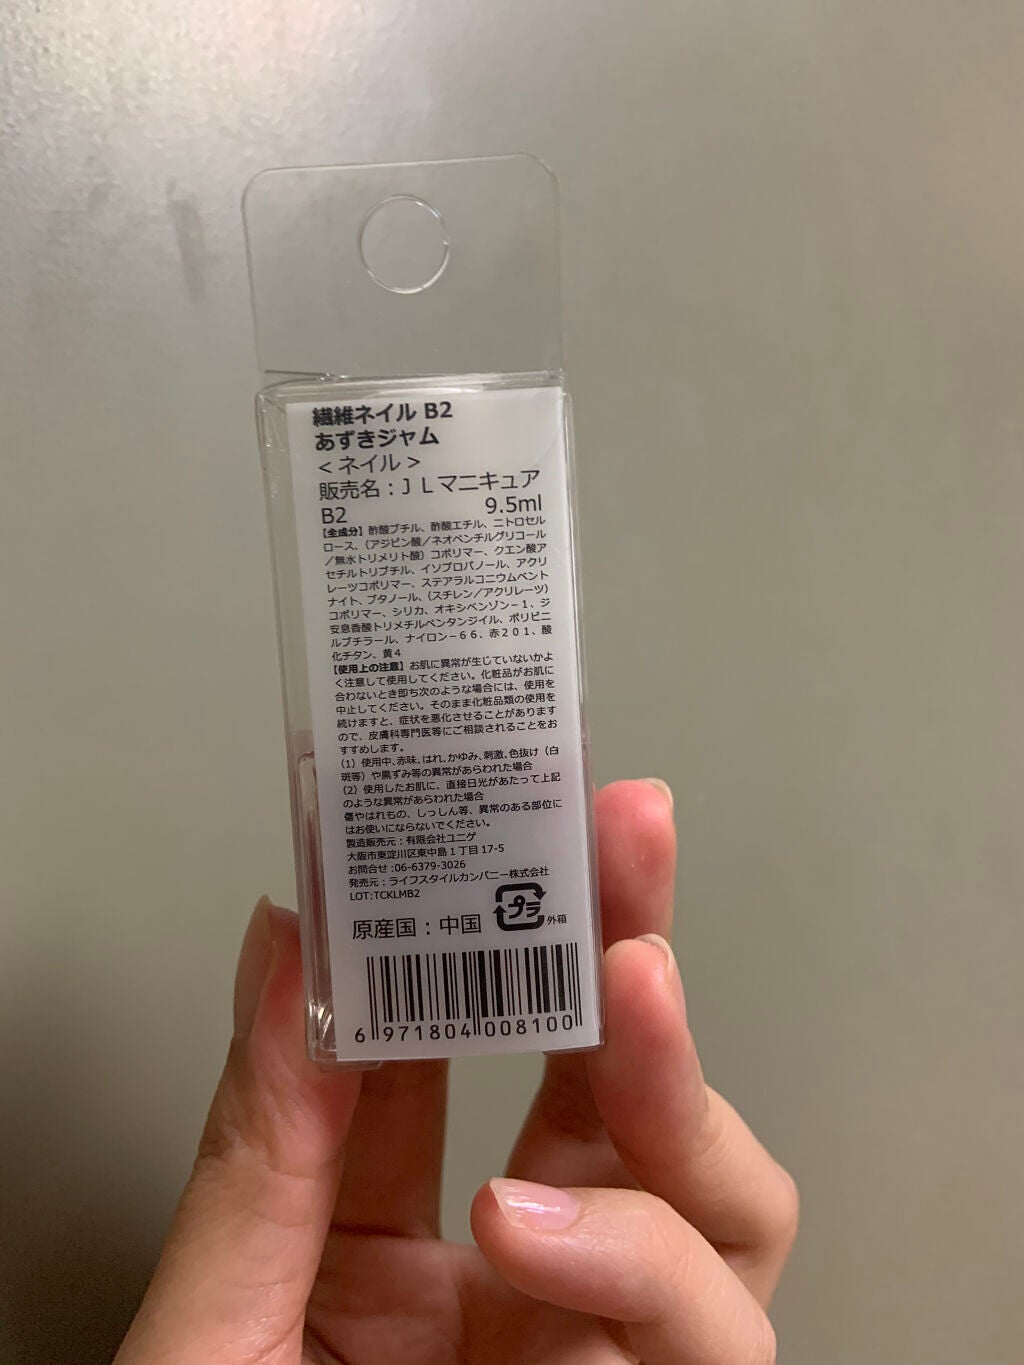 繊維ネイル B2
あずきジャム
＜ネイル＞
販売名：ＪＬマニキュア
B2 9.5ml
【全成分】酢酸ブチル、酢酸エチル、ニトロセル
ロース、（アジピン酸／ネオペンチルグリコール
／無水トリメリト酸）コポリマー、クエン酸ア
セチルトリブチル、イソプロパノール、アクリ
レーツコポリマー、ステアラルコニウムベント
ナイト、ブタノール、（スチレン／アクリレーツ）
コポリマー、シリカ、オキシベンゾン－１、ジ
安息香酸トリメチルペンタンジイル、ポリビニ
ルブチラール、ナイロン－６６、赤２０１、酸
化チタン、黄４
【使用上の注意】お肌に異常が生じていないかよ
く注意して使用してください。化粧品がお肌に
合わないとき即ち次のような場合には、使用を
中止してください。そのまま化粧品類の使用を
続けますと、症状を悪化させることがあります
ので、皮膚科専門医等にご相談されることをお
すすめします。
（1）使用中、赤味、はれ、かゆみ、刺激、色抜け（白
斑等）や黒ずみ等の異常があらわれた場合
（2）使用したお肌に、直接日光があたって上記
のような異常があらわれた場合
傷やはれもの、しっしん等、異常のある部位に
はお使いにならないでください。
製造販売元：有限会社ユニゲ
大阪市東淀川区東中島１丁目17-5
お問合せ:06-6379-3026
発売元：ライフスタイルカンパニー株式会社
LOT:TCKLMB2
プラ 外箱
原産国：中国
6 971804 008100